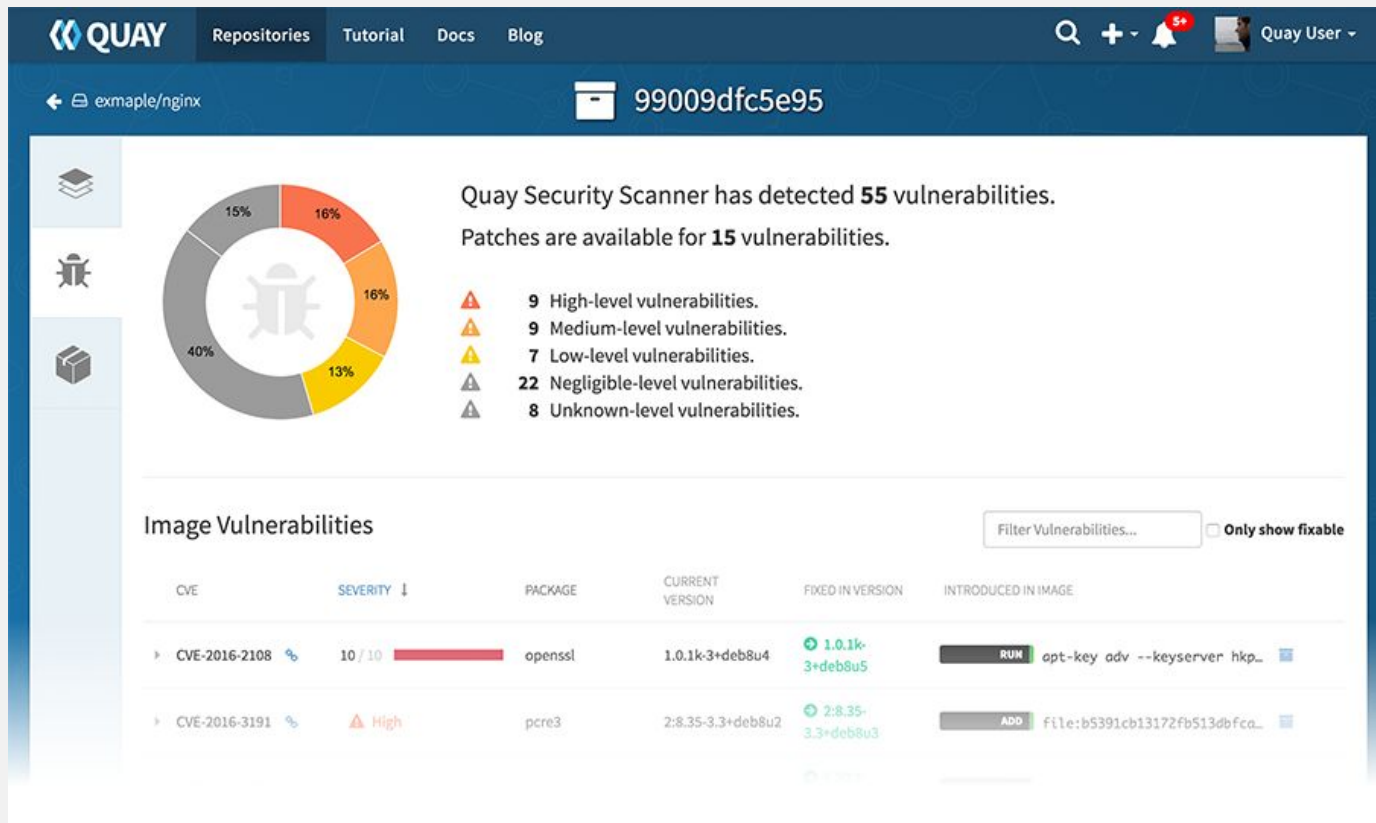 QUAY Repositories Tutorial Docs Blog 5+ Quay User
exmaple/nginx 99009dfc5e95
15% 16%
16%
40%
13%
Quay Security Scanner has detected 55 vulnerabilities.
Patches are available for 15 vulnerabilities.
9 High-level vulnerabilities.
9 Medium-level vulnerabilities.
7 Low-level vulnerabilities.
22 Negligible-level vulnerabilities.
8 Unknown-level vulnerabilities.
Image Vulnerabilities Filter Vulnerabilities... Only show fixable
CVE SEVERITY ↓ PACKAGE CURRENT VERSION FIXED IN VERSION INTRODUCED IN IMAGE
CVE-2016-2108 10 / 10 openssl 1.0.1k-3+deb8u4 1.0.1k-3+deb8u5 RUN apt-key adv --keyserver hkp…
CVE-2016-3191 High pcre3 2:8.35-3.3+deb8u2 2:8.35-3.3+deb8u3 ADD file:b5391cb13172fb513dbfca…